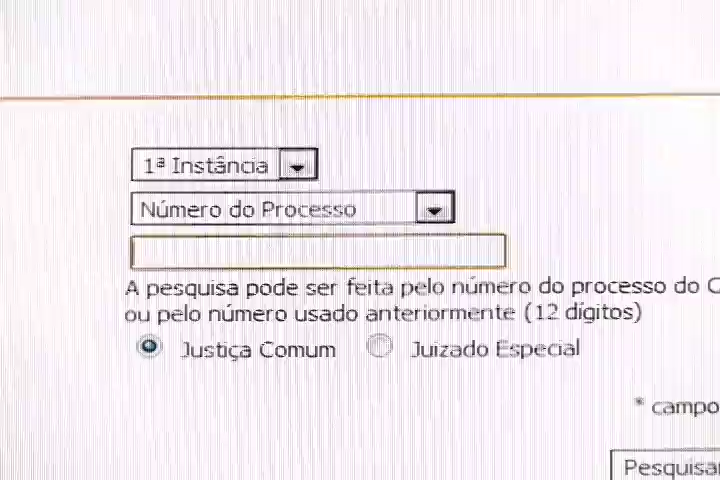 1ª Instância
Número do Processo
A pesquisa pode ser feita pelo número do processo do C
ou pelo número usado anteriormente (12 dígitos)
Justiça Comum Juizado Especial
* campo
Pesquisar